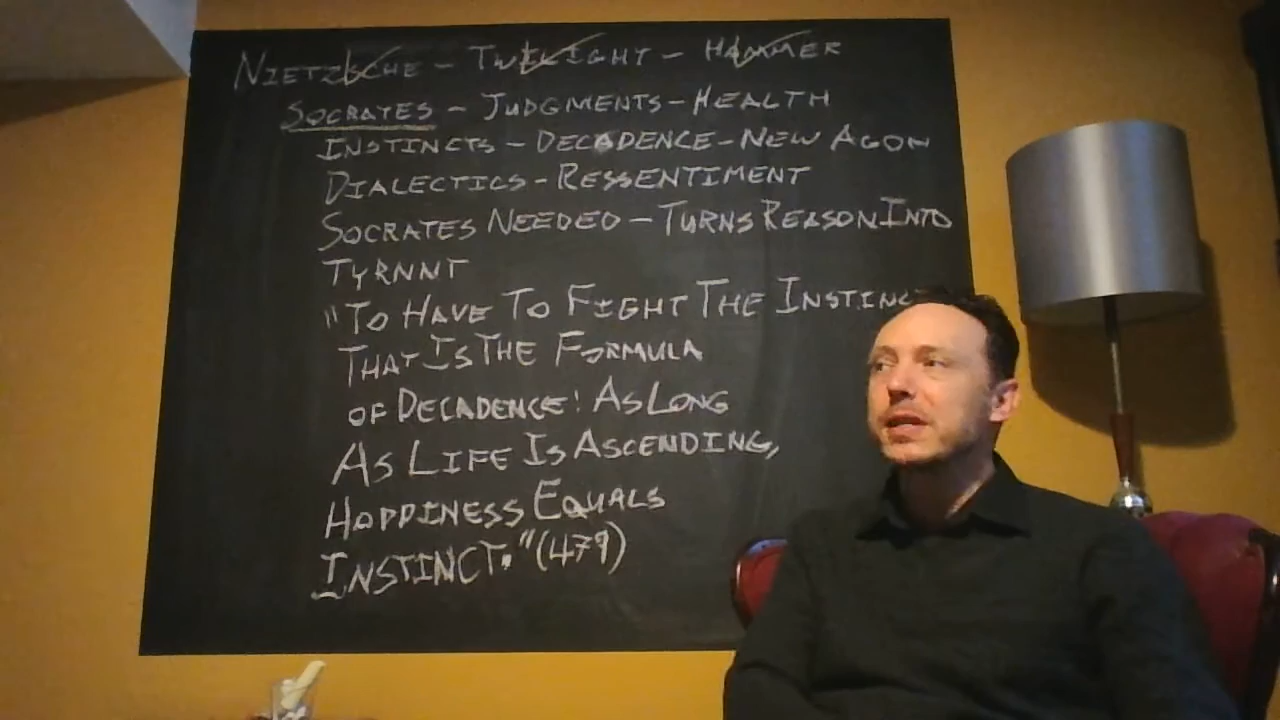 NIETZSCHE - TWILIGHT - HAMMER
SOCRATES - JUDGMENTS - HEALTH
INSTINCTS - DECADENCE - NEW AGON
DIALECTICS - RESSENTIMENT
SOCRATES NEEDED - TURNS REASON INTO
TYRNNT
"TO HAVE TO FIGHT THE INSTINC
THAT IS THE FORMULA
OF DECADENCE: AS LONG
AS LIFE IS ASCENDING,
HAPPINESS EQUALS
INSTINCT." (479)